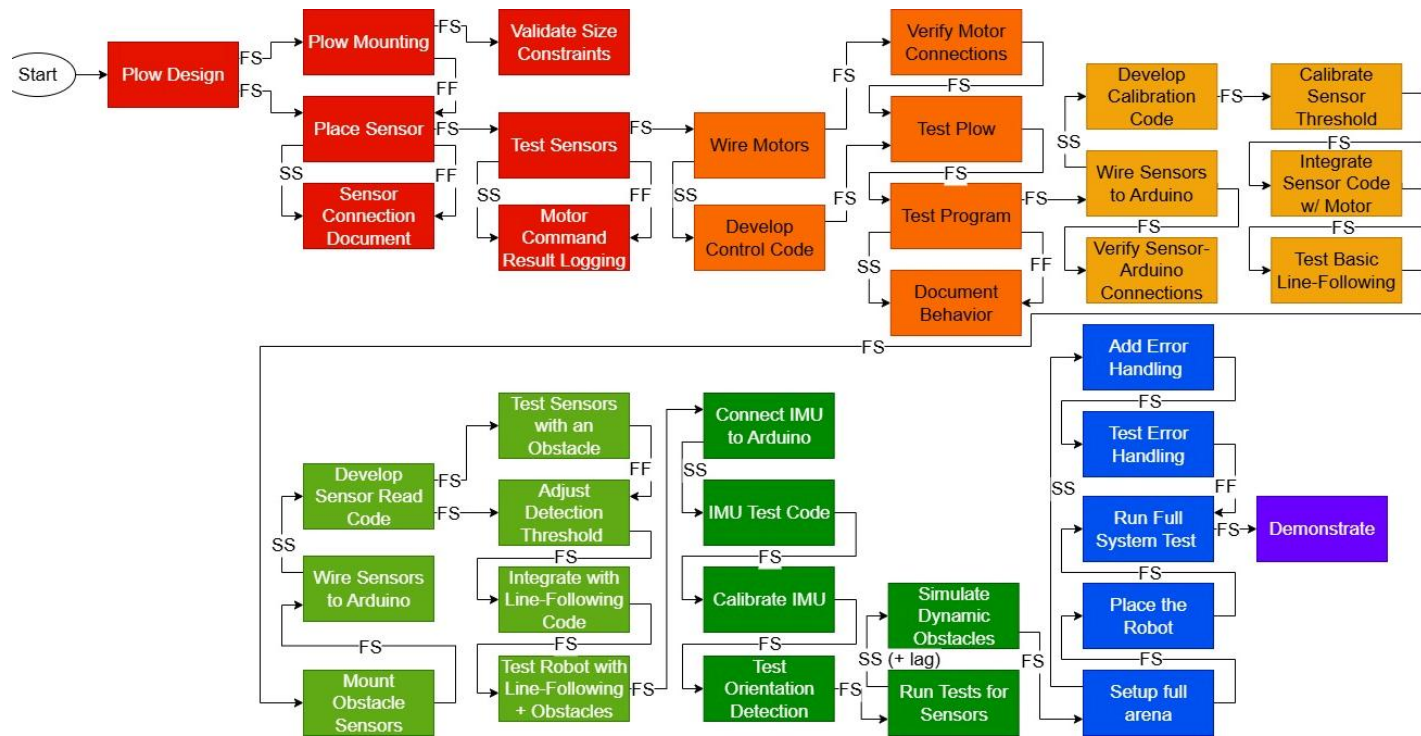 Start
Plow Design
FS
FS
Plow Mounting
FS
FF
Validate Size
Constraints
Place Sensor
FS
SS
FF
Sensor
Connection
Document
Test Sensors
FS
SS
FF
Motor
Command
Result Logging
Wire Motors
FS
SS
Develop
Control Code
FS
Verify Motor
Connections
FS
Test Plow
FS
Test Program
FS
SS
FF
Document
Behavior
Develop
Calibration
Code
FS
SS
Wire Sensors
to Arduino
FS
Verify Sensor-
Arduino
Connections
Calibrate
Sensor
Threshold
FS
Integrate
Sensor Code
w/ Motor
FS
Test Basic
Line-Following
FS
Mount
Obstacle
Sensors
FS
Wire Sensors
to Arduino
SS
Develop
Sensor Read
Code
FS
FS
Test Sensors
with an
Obstacle
FF
Adjust
Detection
Threshold
FS
Integrate with
Line-Following
Code
FS
Test Robot with
Line-Following
+ Obstacles
FS
Connect IMU
to Arduino
SS
IMU Test Code
FS
Calibrate IMU
FS
Test
Orientation
Detection
FS
Simulate
Dynamic
Obstacles
SS (+ lag)
FS
Run Tests for
Sensors
Add Error
Handling
FS
Test Error
Handling
FF
SS
Run Full
System Test
FS
FS
Place the
Robot
FS
Setup full
arena
Demonstrate